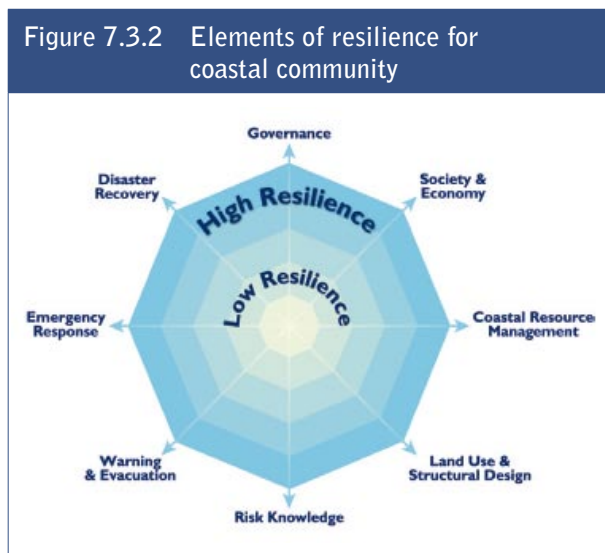 Figure 7.3.2 Elements of resilience for
coastal community
Governance
Disaster
Recovery
Society &
Economy
High Resilience
Low Resilience
Emergency
Response
Coastal Resource
Management
Warning
& Evacuation
Land Use &
Structural Design
Risk Knowledge